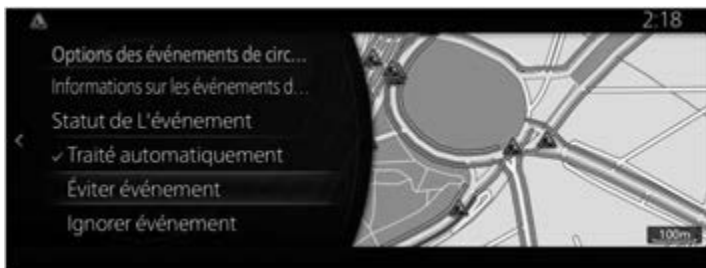 2:18
Options des événements de circ...
Informations sur les événements d...
Statut de L'événement
Traité automatiquement
Éviter événement
Ignorer événement
100m